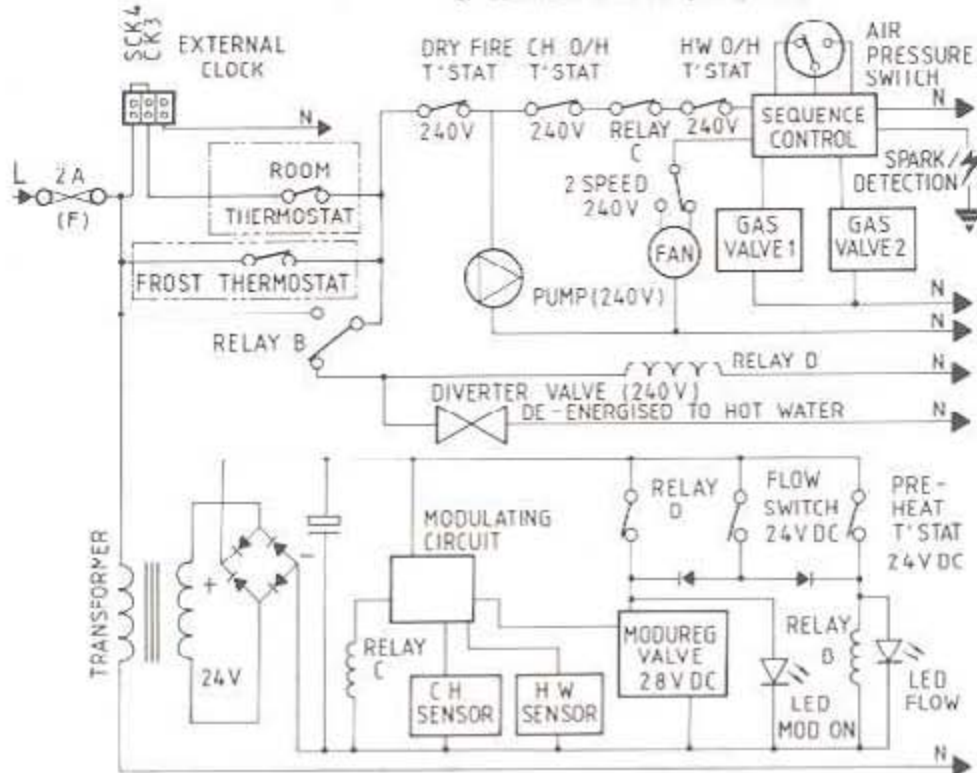 SCK4
CK3
EXTERNAL
CLOCK
DRY FIRE
T'STAT
CH O/H
T'STAT
HW O/H
T'STAT
AIR
PRESSURE
SWITCH
N
240V
240V
RELAY
C
240V
SEQUENCE
CONTROL
N
L
2A
(F)
ROOM
THERMOSTAT
2 SPEED
240V
SPARK/
DETECTION
FROST THERMOSTAT
FAN
GAS
VALVE 1
GAS
VALVE 2
PUMP (240V)
N
N
RELAY B
RELAY D
N
DIVERTER VALVE (240V)
DE-ENERGISED TO HOT WATER
N
TRANSFORMER
+
-
24V
MODULATING
CIRCUIT
RELAY
D
FLOW
SWITCH
24V DC
PRE-
HEAT
T'STAT
24V DC
RELAY
C
CH
SENSOR
HW
SENSOR
MODUREG
VALVE
28V DC
RELAY
B
LED
MOD ON
LED
FLOW
N